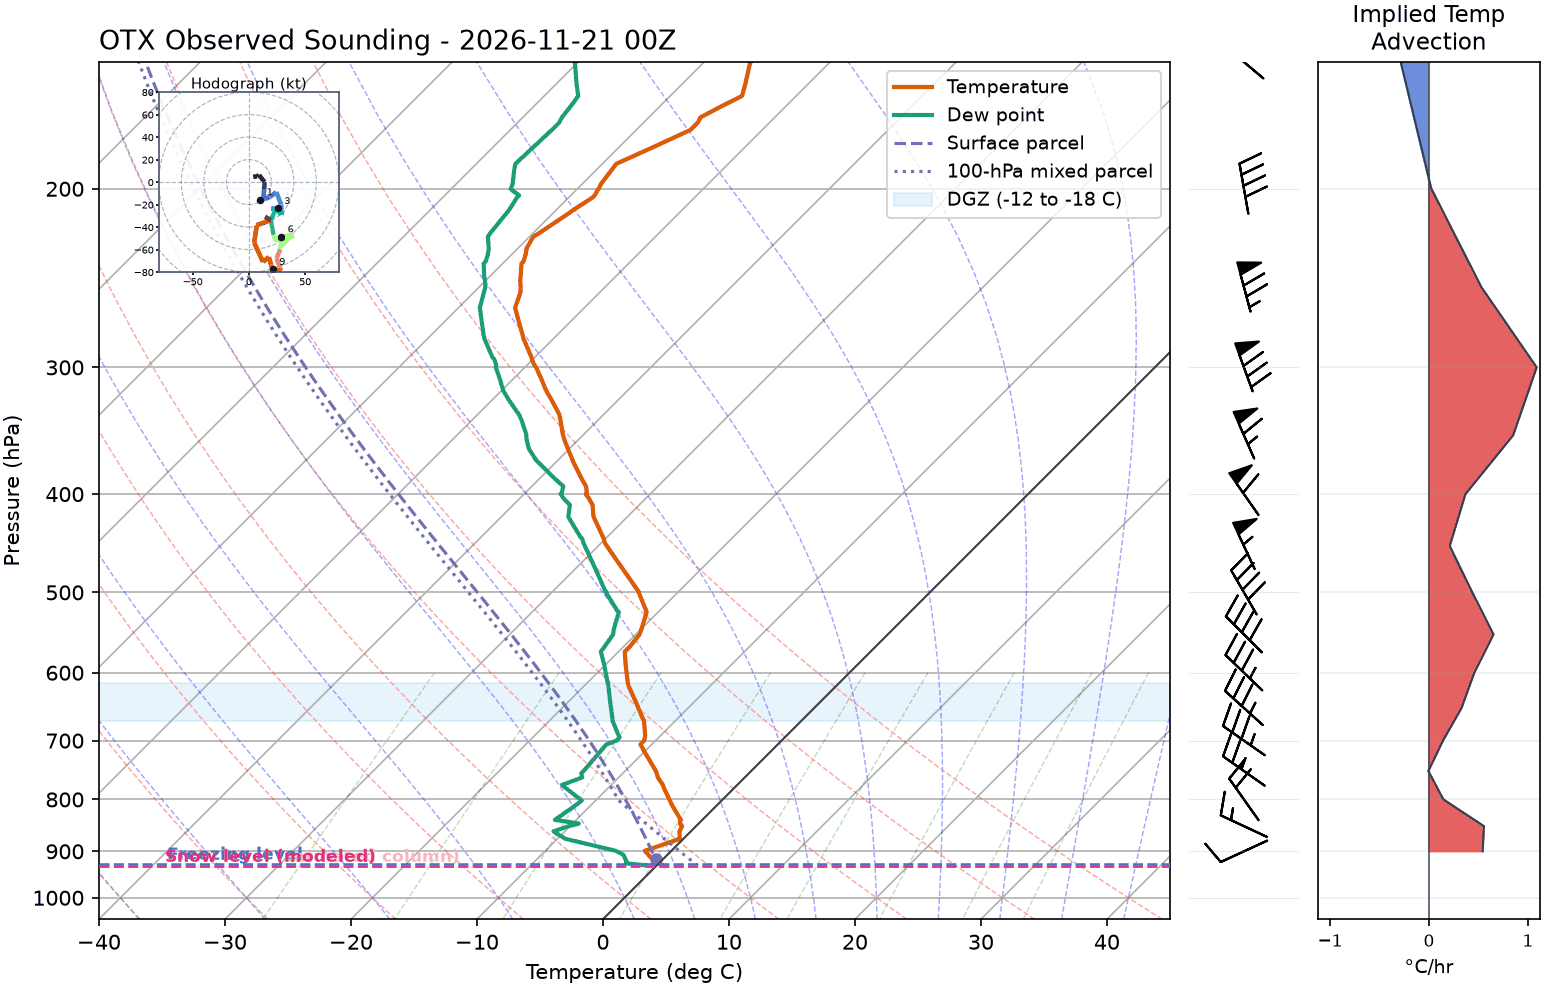 OTX Observed Sounding - 2026-11-21 00Z
Implied Temp
Advection
Hodograph (kt)
80
60
40
20
0
−20
−40
−60
−80
−50
0
50
1
3
6
9
Temperature
Dew point
Surface parcel
100-hPa mixed parcel
DGZ (-12 to -18 C)
Pressure (hPa)
200
300
400
500
600
700
800
900
1000
Freezing level
Snow level (modeled)
column)
−40
−30
−20
−10
0
10
20
30
40
Temperature (deg C)
−1
0
1
°C/hr